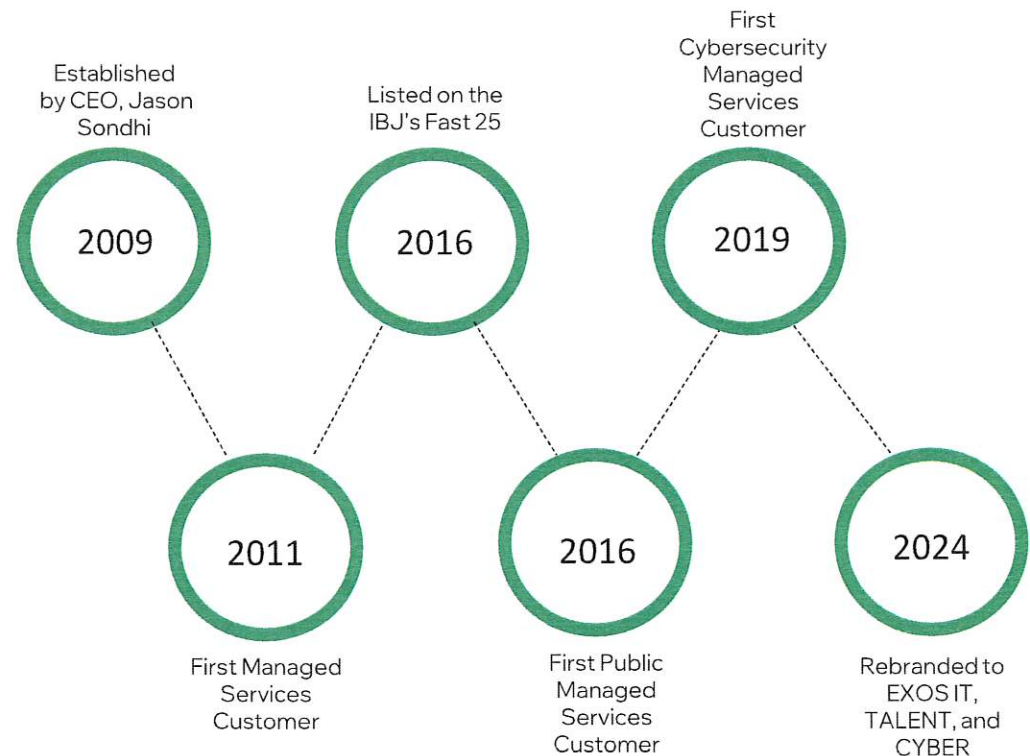 Established
by CEO, Jason
Sondhi
2009
2011
First Managed
Services
Customer
Listed on the
IBJ's Fast 25
2016
2016
First Public
Managed
Services
Customer
First
Cybersecurity
Managed
Services
Customer
2019
2024
Rebranded to
EXOS IT,
TALENT, and
CYBER